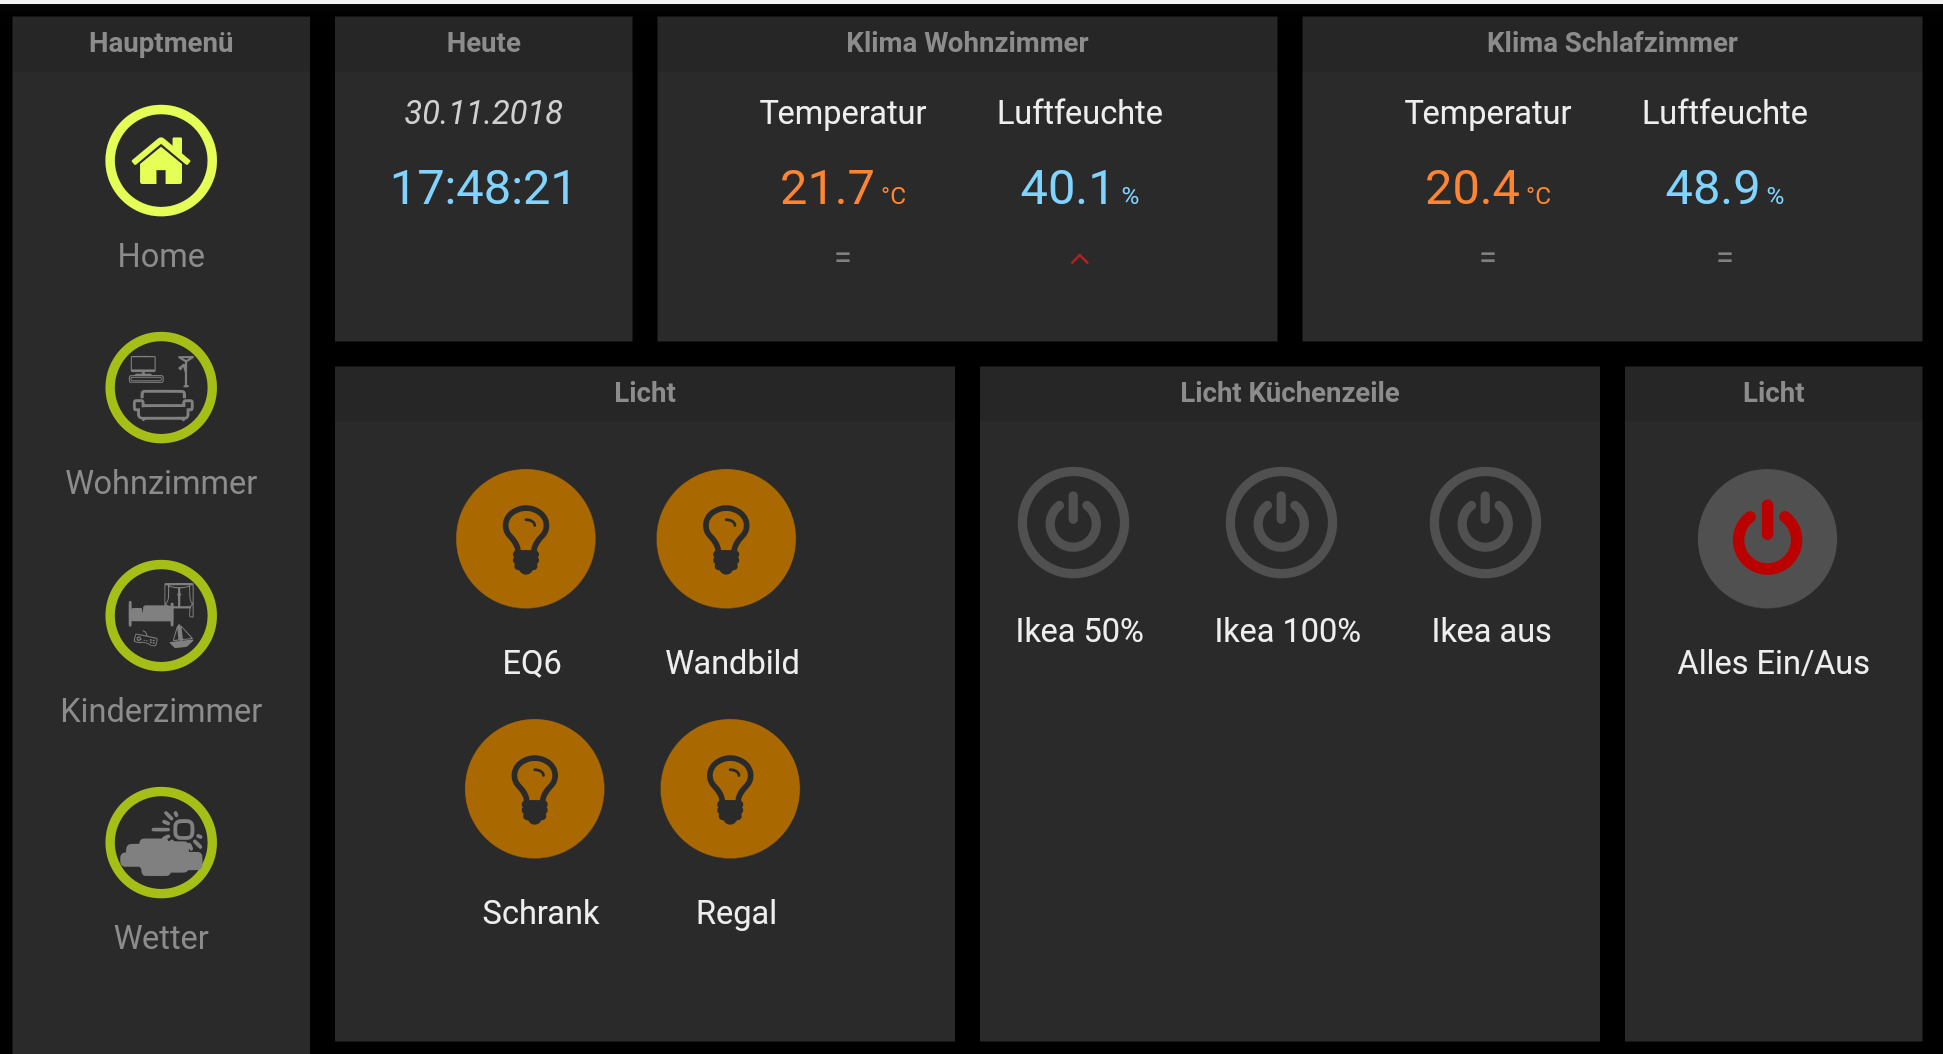 Hauptmenü
Home
Wohnzimmer
Kinderzimmer
Wetter
Heute
30.11.2018
17:48:21
Klima Wohnzimmer
Temperatur Luftfeuchte
21.7 °C 40.1 %
=
Klima Schlafzimmer
Temperatur Luftfeuchte
20.4 °C 48.9 %
= =
Licht
EQ6 Wandbild
Schrank Regal
Licht Küchenzeile
Ikea 50% Ikea 100% Ikea aus
Licht
Alles Ein/Aus